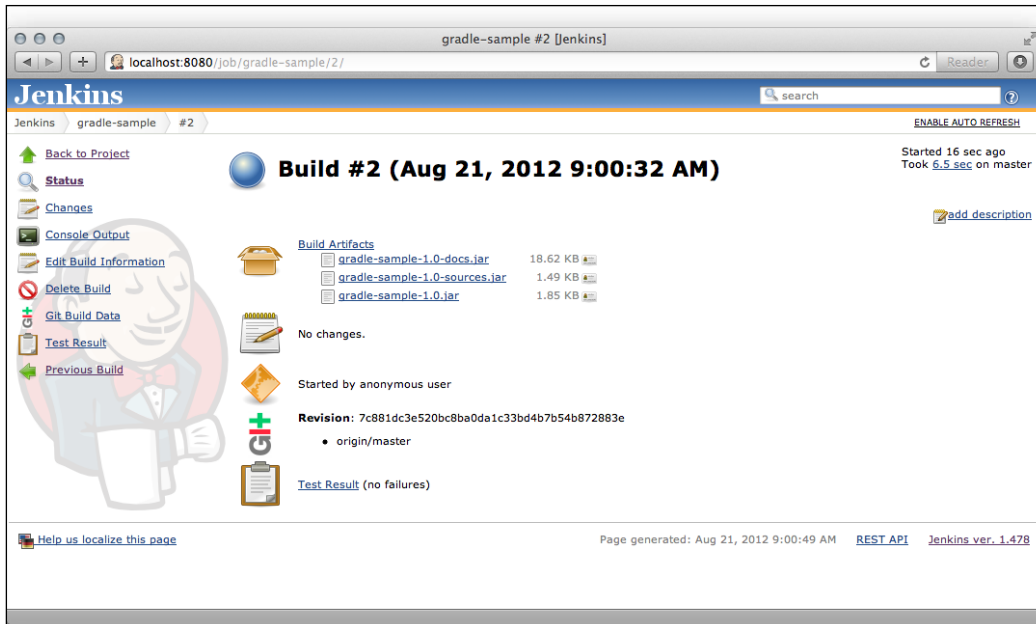 gradle-sample #2 [Jenkins]
localhost:8080/job/gradle-sample/2/
Reader
Jenkins
search
Jenkins gradle-sample #2
ENABLE AUTO REFRESH
Back to Project
Status
Changes
Console Output
Edit Build Information
Delete Build
Git Build Data
Test Result
Previous Build
Build #2 (Aug 21, 2012 9:00:32 AM)
Started 16 sec ago
Took 6.5 sec on master
add description
Build Artifacts
gradle-sample-1.0-docs.jar 18.62 KB
gradle-sample-1.0-sources.jar 1.49 KB
gradle-sample-1.0.jar 1.85 KB
No changes.
Started by anonymous user
GIt
Revision: 7c881dc3e520bc8ba0da1c33bd4b7b54b872883e
origin/master
Test Result (no failures)
Help us localize this page
Page generated: Aug 21, 2012 9:00:49 AM REST API Jenkins ver. 1.478